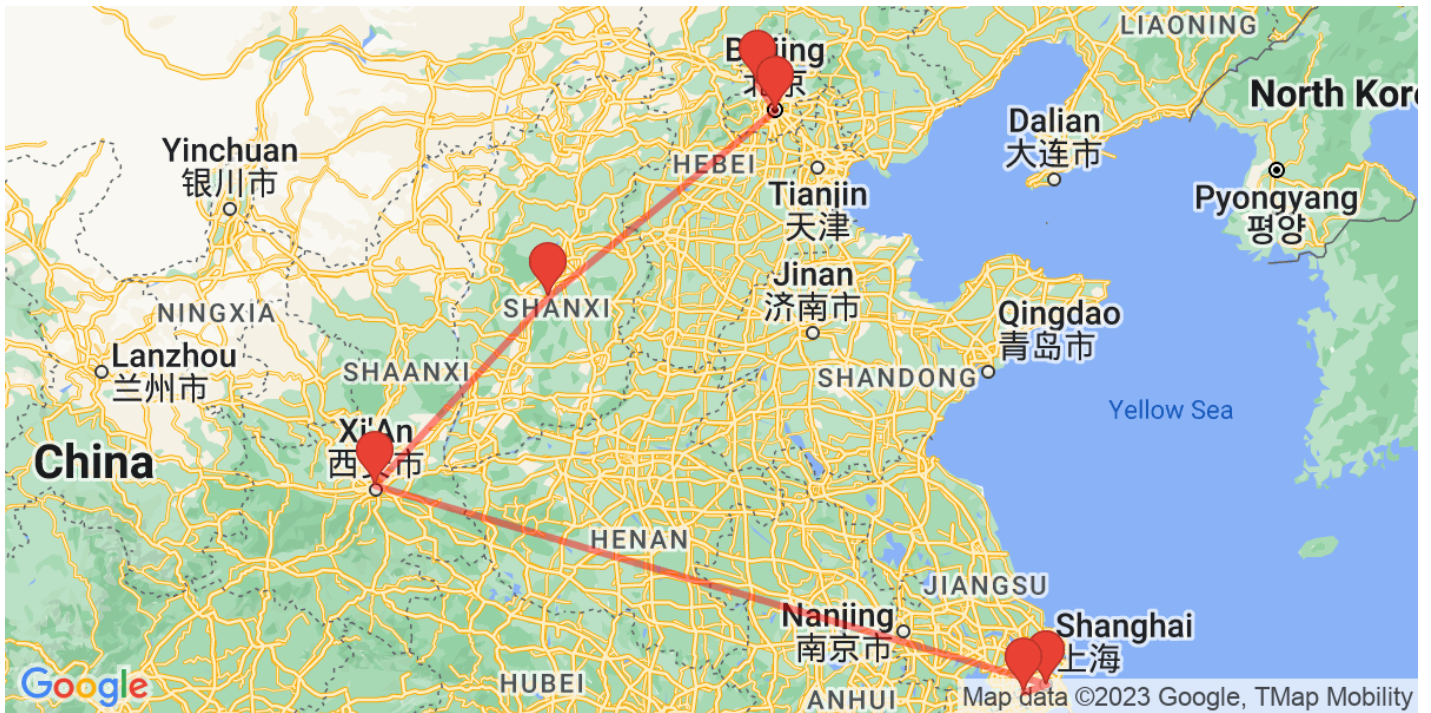 LIAONING
Beijing
北京
North Kor
Dalian
大连市
Yinchuan
银川市
HEBEI
Tianjin
天津
Pyongyang
평양
Jinan
济南市
NINGXIA
SHANXI
Qingdao
青岛市
Lanzhou
兰州市
SHAANXI
SHANDONG
Yellow Sea
Xi'An
西安市
China
HENAN
JIANGSU
Nanjing
南京市
Shanghai
上海
Google
HUBEI
ANHUI
Map data ©2023 Google, TMap Mobility